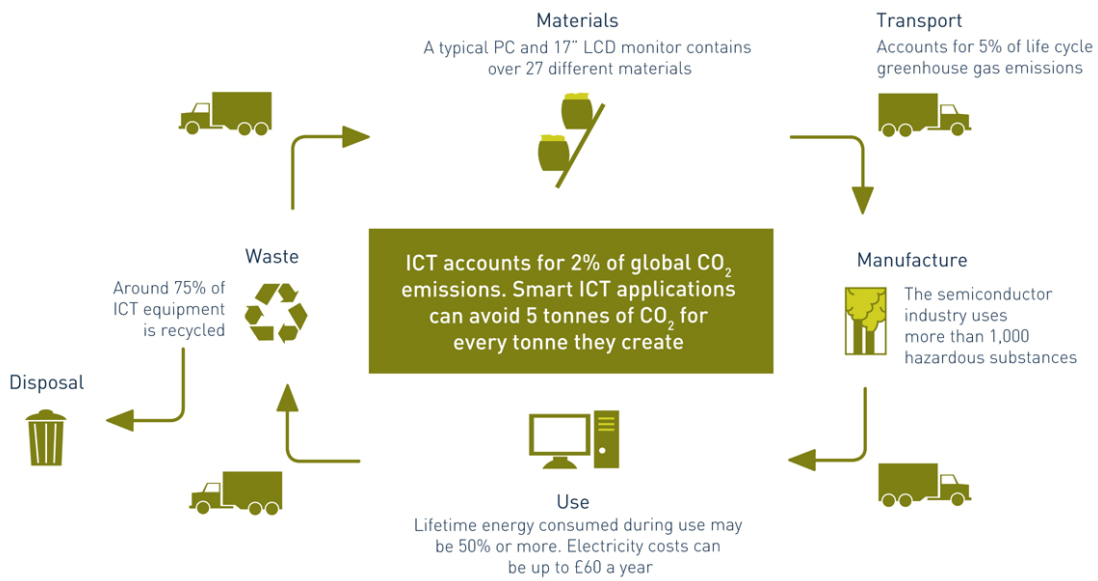 Materials
A typical PC and 17” LCD monitor contains
over 27 different materials
Transport
Accounts for 5% of life cycle
greenhouse gas emissions
Manufacture
The semiconductor
industry uses
more than 1,000
hazardous substances
Use
Lifetime energy consumed during use may
be 50% or more. Electricity costs can
be up to £60 a year
Waste
Around 75% of
ICT equipment
is recycled
Disposal
ICT accounts for 2% of global CO₂
emissions. Smart ICT applications
can avoid 5 tonnes of CO₂ for
every tonne they create